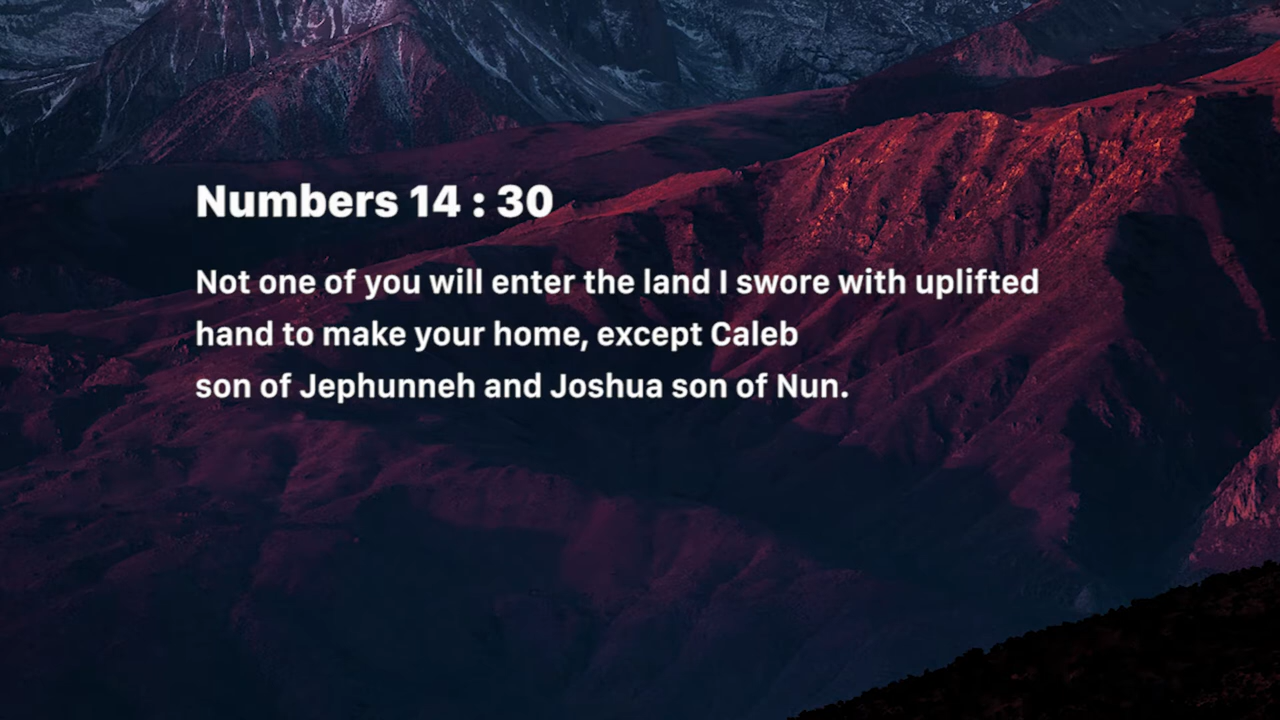 Numbers 14 : 30
Not one of you will enter the land I swore with uplifted
hand to make your home, except Caleb
son of Jephunneh and Joshua son of Nun.